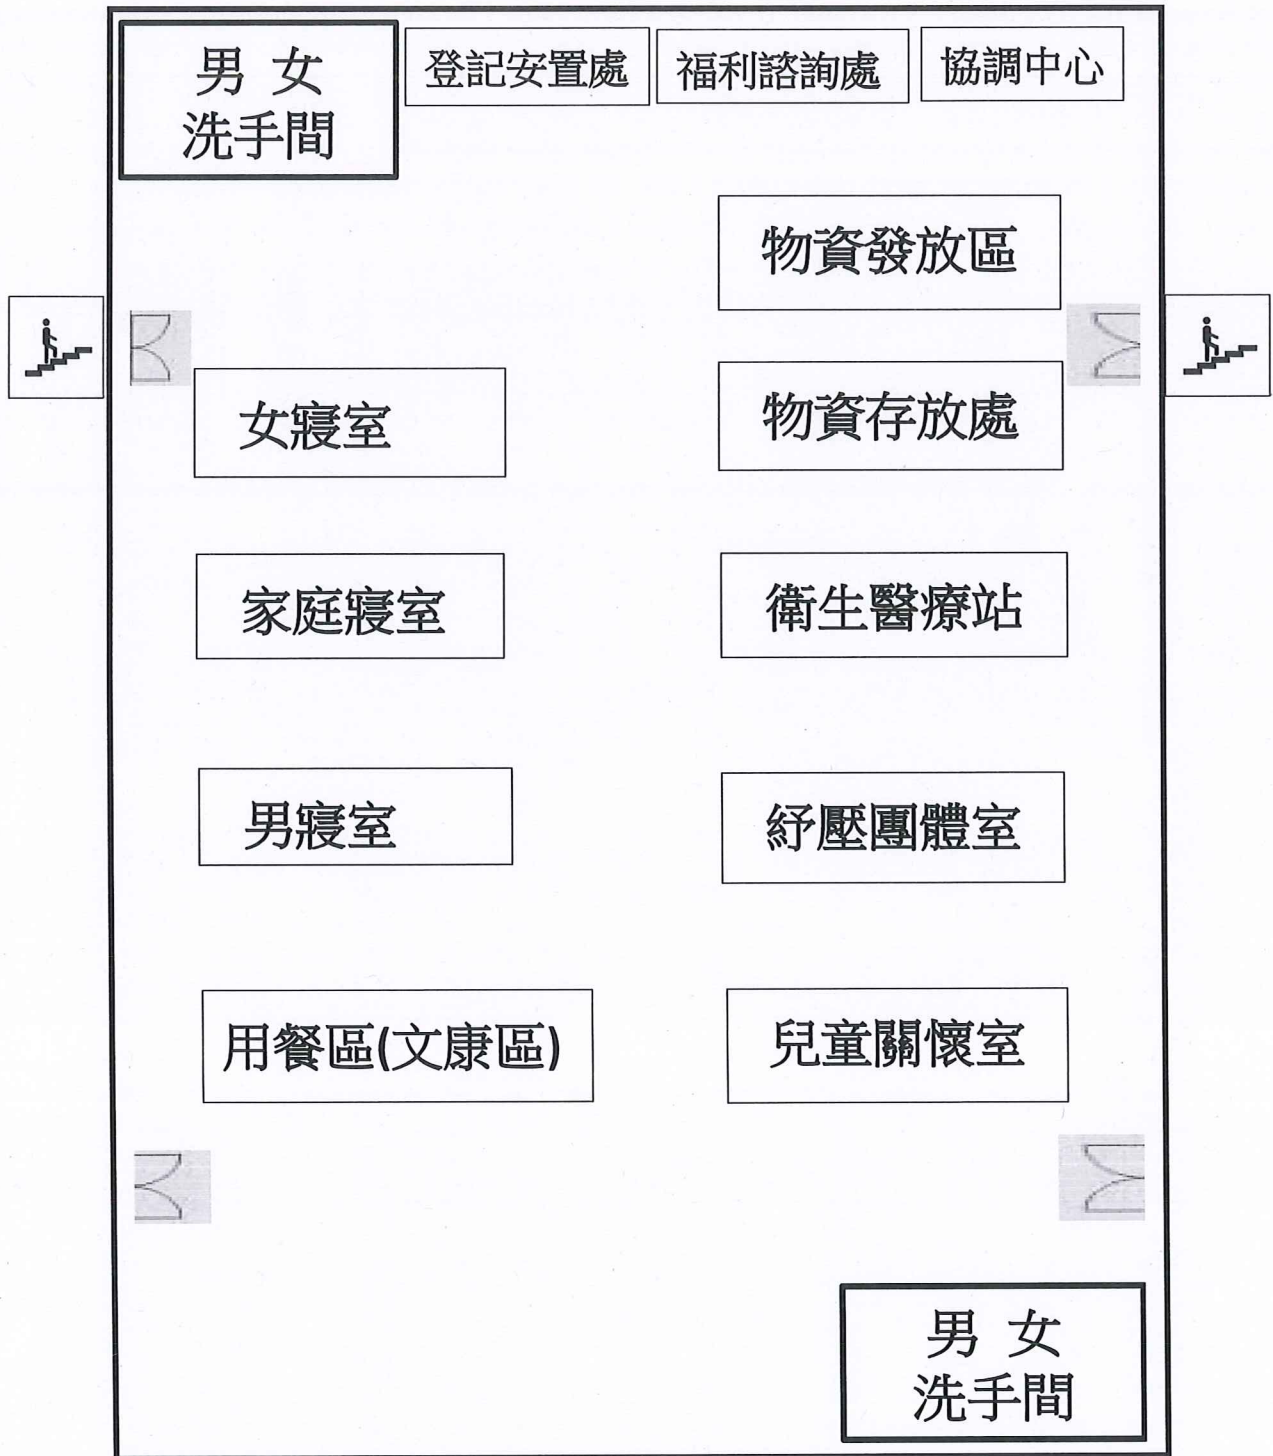 男 女
洗手間
登記安置處
福利諮詢處
協調中心
物資發放區
女寢室
物資存放處
家庭寢室
衛生醫療站
男寢室
紓壓團體室
用餐區(文康區)
兒童關懷室
男 女
洗手間